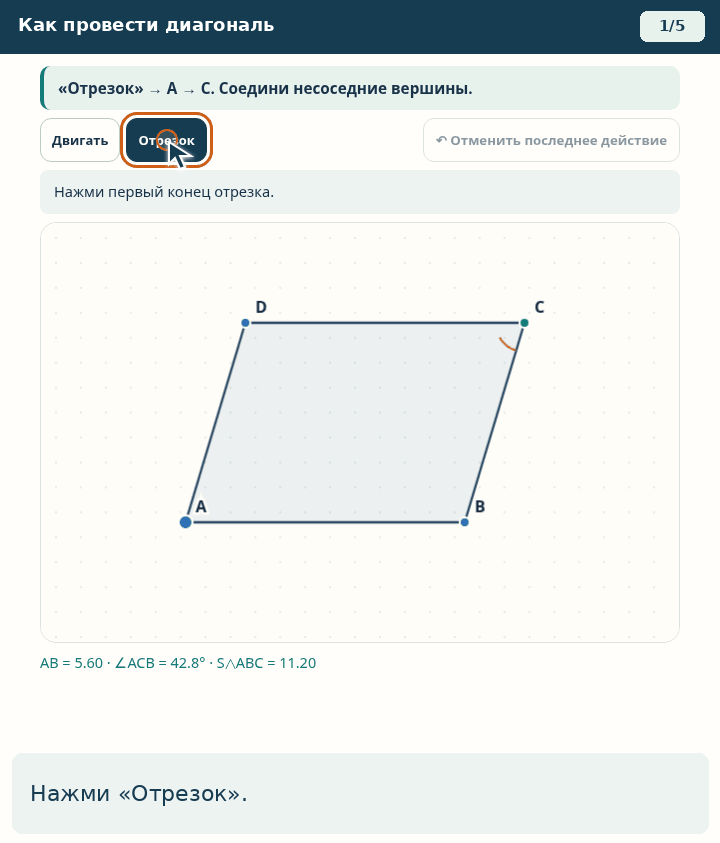 Как провести диагональ
1/5
«Отрезок» → A → C. Соедини несоседние вершины.
Двигать
Отрезок
↶ Отменить последнее действие
Нажми первый конец отрезка.
D
C
A
B
AB = 5.60 · ∠ACB = 42.8° · S△ABC = 11.20
Нажми «Отрезок».